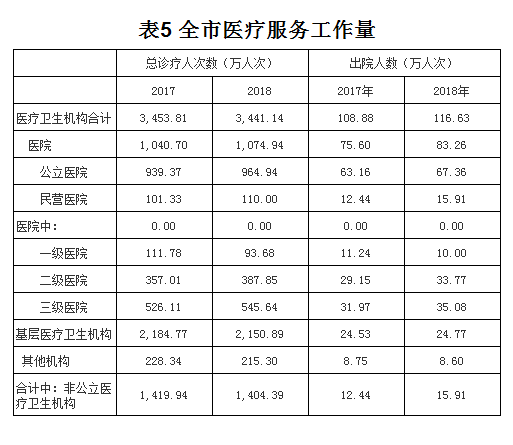 表5 全市医疗服务工作量
总诊疗人次数（万人次） 出院人数（万人次）
2017 2018 2017年 2018年
医疗卫生机构合计 3,453.81 3,441.14 108.88 116.63
医院 1,040.70 1,074.94 75.60 83.26
公立医院 939.37 964.94 63.16 67.36
民营医院 101.33 110.00 12.44 15.91
医院中： 0.00 0.00 0.00 0.00
一级医院 111.78 93.68 11.24 10.00
二级医院 357.01 387.85 29.15 33.77
三级医院 526.11 545.64 31.97 35.08
基层医疗卫生机构 2,184.77 2,150.89 24.53 24.77
其他机构 228.34 215.30 8.75 8.60
合计中：非公立医
疗卫生机构 1,419.94 1,404.39 12.44 15.91